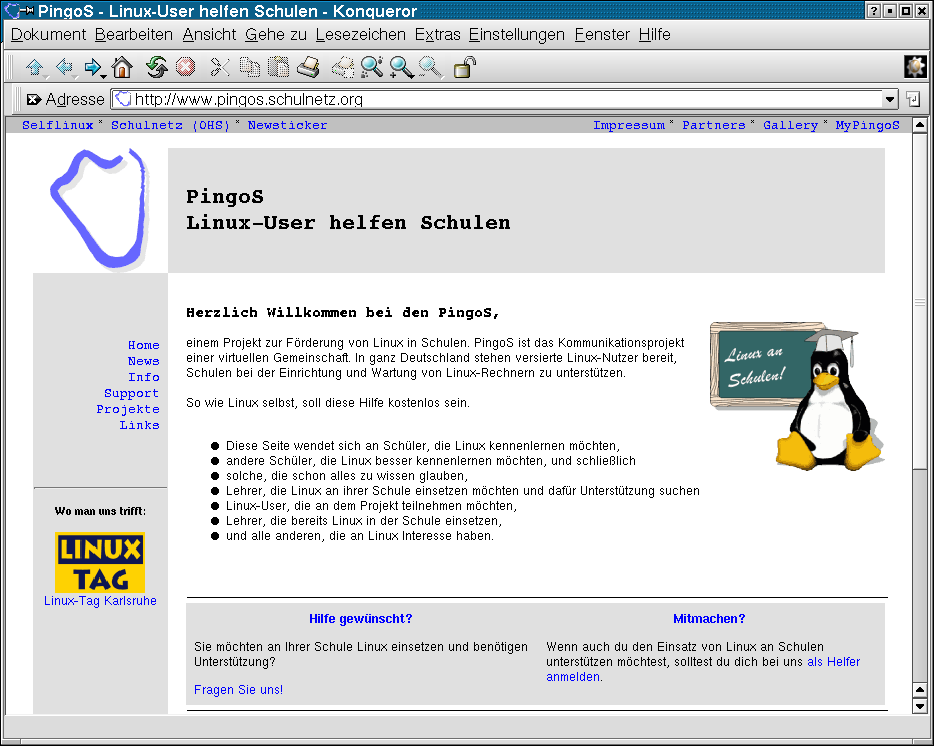 PingoS - Linux-User helfen Schulen - Konqueror
Dokument Bearbeiten Ansicht Gehe zu Lesezeichen Extras Einstellungen Fenster Hilfe
Adresse http://www.pingos.schulnetz.org
Selflinux * Schulnetz (OHS) * Newsticker Impressum * Partners * Gallery * MyPingoS
PingoS
Linux-User helfen Schulen
Herzlich Willkommen bei den PingoS,
einem Projekt zur Förderung von Linux in Schulen. PingoS ist das Kommunikationsprojekt
einer virtuellen Gemeinschaft. In ganz Deutschland stehen versierte Linux-Nutzer bereit,
Schulen bei der Einrichtung und Wartung von Linux-Rechnern zu unterstützen.
So wie Linux selbst, soll diese Hilfe kostenlos sein.
Linux an
Schulen!
Home
News
Info
Support
Projekte
Links
● Diese Seite wendet sich an Schüler, die Linux kennenlernen möchten,
● andere Schüler, die Linux besser kennenlernen möchten, und schließlich
● solche, die schon alles zu wissen glauben,
● Lehrer, die Linux an ihrer Schule einsetzen möchten und dafür Unterstützung suchen
● Linux-User, die an dem Projekt teilnehmen möchten,
● Lehrer, die bereits Linux in der Schule einsetzen,
● und alle anderen, die an Linux Interesse haben.
Wo man uns trifft:
LINUX
TAG
Linux-Tag Karlsruhe
Hilfe gewünscht?
Sie möchten an Ihrer Schule Linux einsetzen und benötigen
Unterstützung?
Fragen Sie uns!
Mitmachen?
Wenn auch du den Einsatz von Linux an Schulen
unterstützen möchtest, solltest du dich bei uns als Helfer
anmelden.